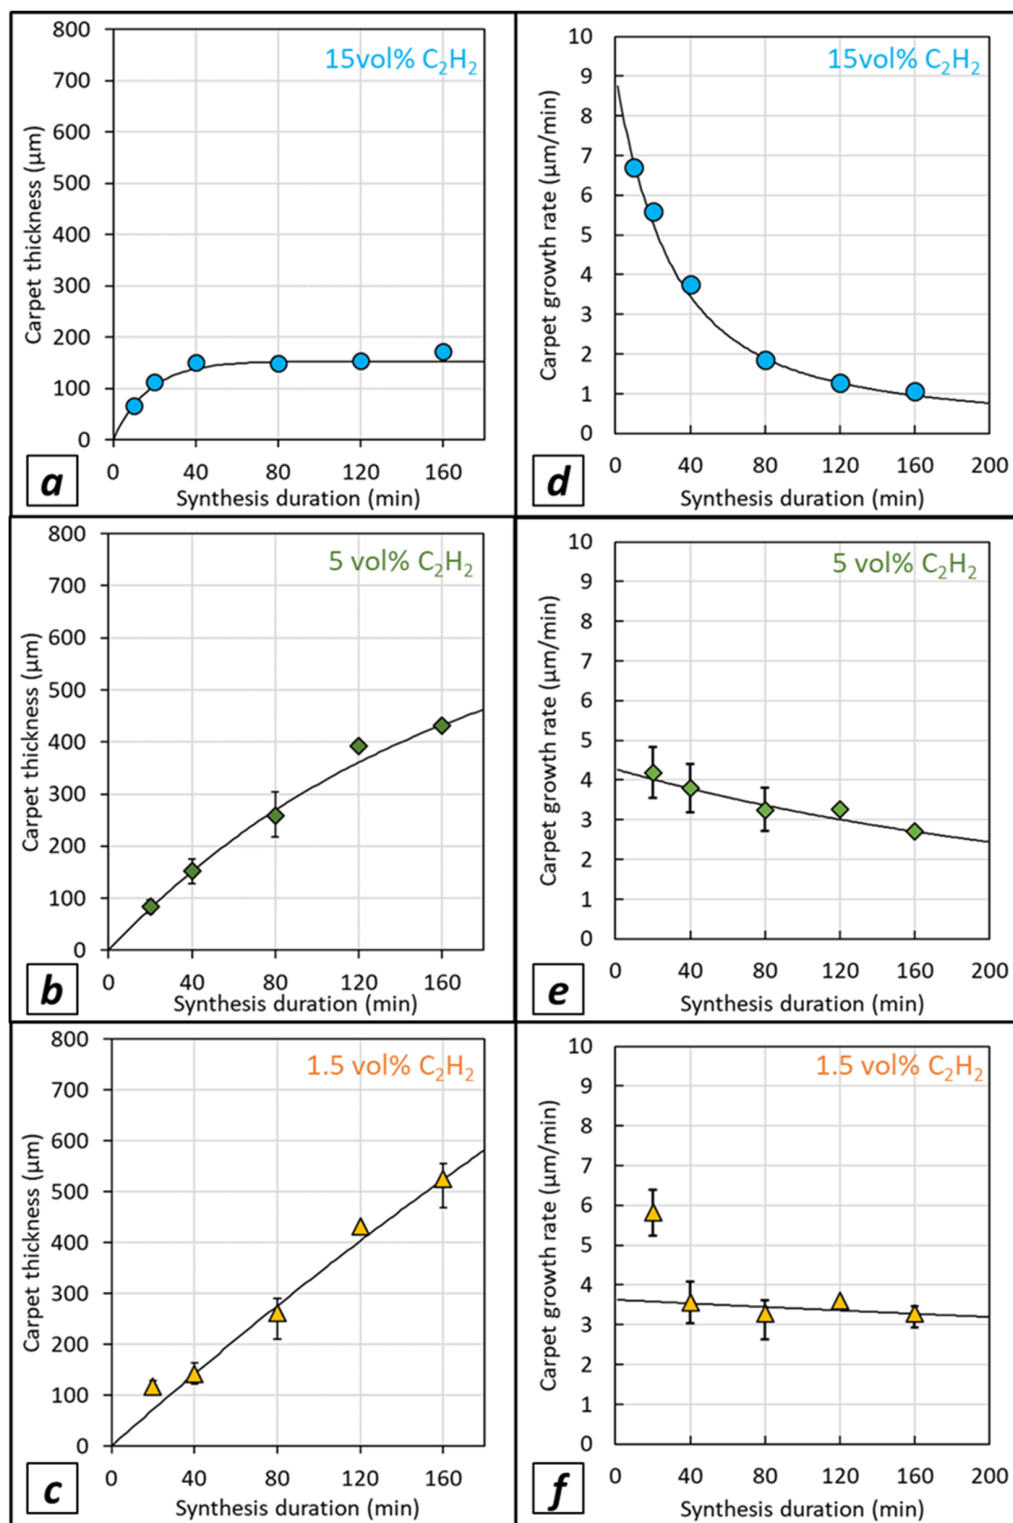 15vol% C₂H₂
Carpet thickness (µm)
800
700
600
500
400
300
200
100
0
0 40 80 120 160
Synthesis duration (min)
a
15vol% C₂H₂
Carpet growth rate (µm/min)
10
9
8
7
6
5
4
3
2
1
0
0 40 80 120 160 200
Synthesis duration (min)
d
5 vol% C₂H₂
Carpet thickness (µm)
800
700
600
500
400
300
200
100
0
0 40 80 120 160
Synthesis duration (min)
b
5 vol% C₂H₂
Carpet growth rate (µm/min)
10
9
8
7
6
5
4
3
2
1
0
0 40 80 120 160 200
Synthesis duration (min)
e
1.5 vol% C₂H₂
Carpet thickness (µm)
800
700
600
500
400
300
200
100
0
0 40 80 120 160
Synthesis duration (min)
c
1.5 vol% C₂H₂
Carpet growth rate (µm/min)
10
9
8
7
6
5
4
3
2
1
0
0 40 80 120 160 200
Synthesis duration (min)
f